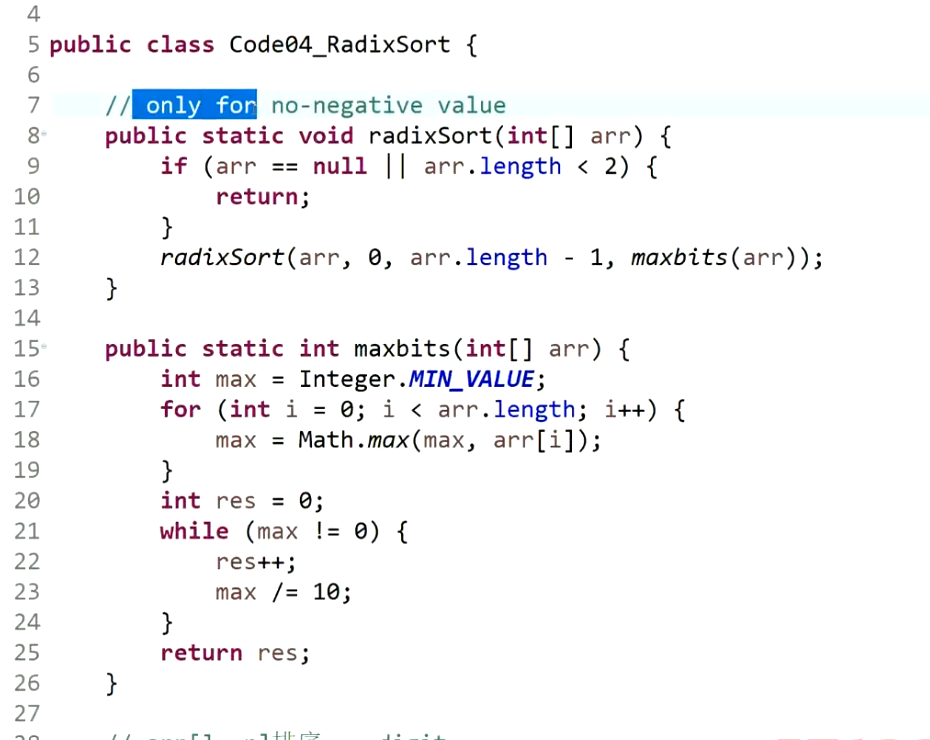 4
5 public class Code04_RadixSort {
6
7 // only for no-negative value
8 public static void radixSort(int[] arr) {
9 if (arr == null || arr.length < 2) {
10 return;
11 }
12 radixSort(arr, 0, arr.length - 1, maxbits(arr));
13 }
14
15 public static int maxbits(int[] arr) {
16 int max = Integer.MIN_VALUE;
17 for (int i = 0; i < arr.length; i++) {
18 max = Math.max(max, arr[i]);
19 }
20 int res = 0;
21 while (max != 0) {
22 res++;
23 max /= 10;
24 }
25 return res;
26 }
27